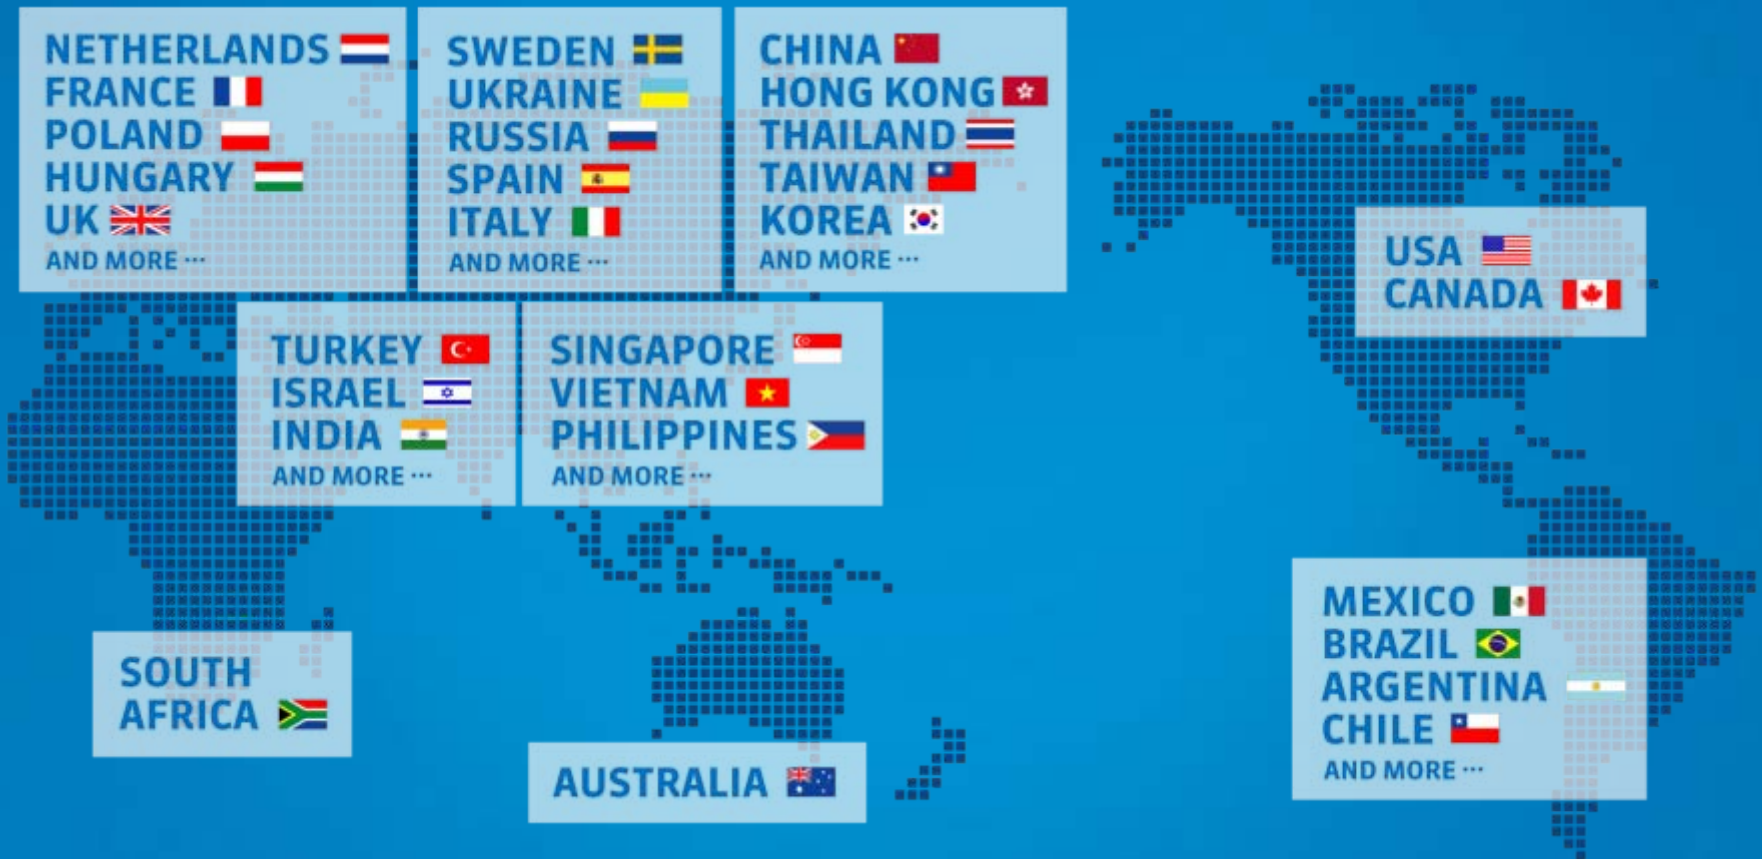 NETHERLANDS
FRANCE
POLAND
HUNGARY
UK
AND MORE ···
SWEDEN
UKRAINE
RUSSIA
SPAIN
ITALY
AND MORE ···
CHINA
HONG KONG
THAILAND
TAIWAN
KOREA
AND MORE ···
USA
CANADA
TURKEY
ISRAEL
INDIA
AND MORE ···
SINGAPORE
VIETNAM
PHILIPPINES
AND MORE ···
SOUTH
AFRICA
AUSTRALIA
MEXICO
BRAZIL
ARGENTINA
CHILE
AND MORE ···